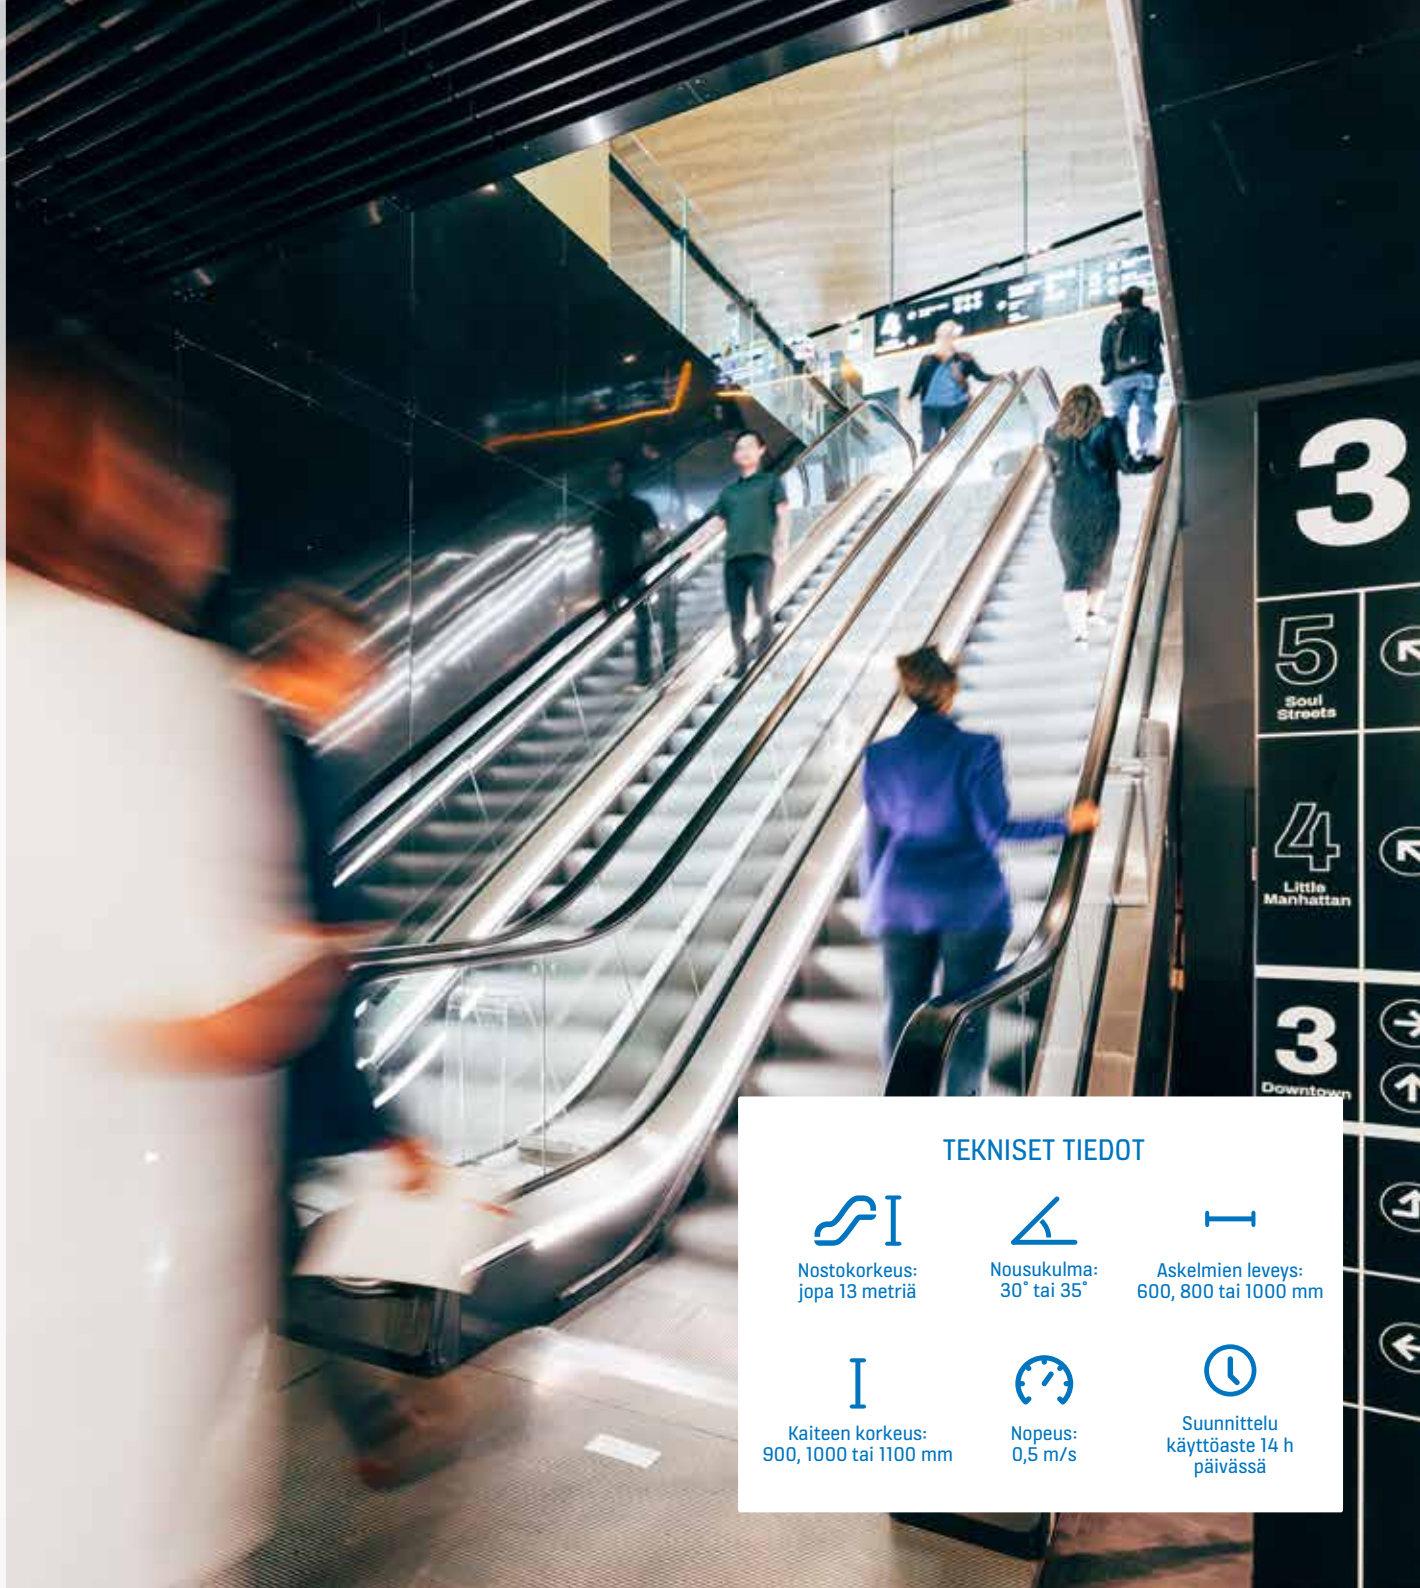 4
3
5
Soul
Streets
4
Little
Manhattan
3
Downtown
TEKNISET TIEDOT
Nostokorkeus:
jopa 13 metriä
Nousukulma:
30° tai 35°
Askelmien leveys:
600, 800 tai 1000 mm
Kaiteen korkeus:
900, 1000 tai 1100 mm
Nopeus:
0,5 m/s
Suunnittelu
käyttöaste 14 h
päivässä